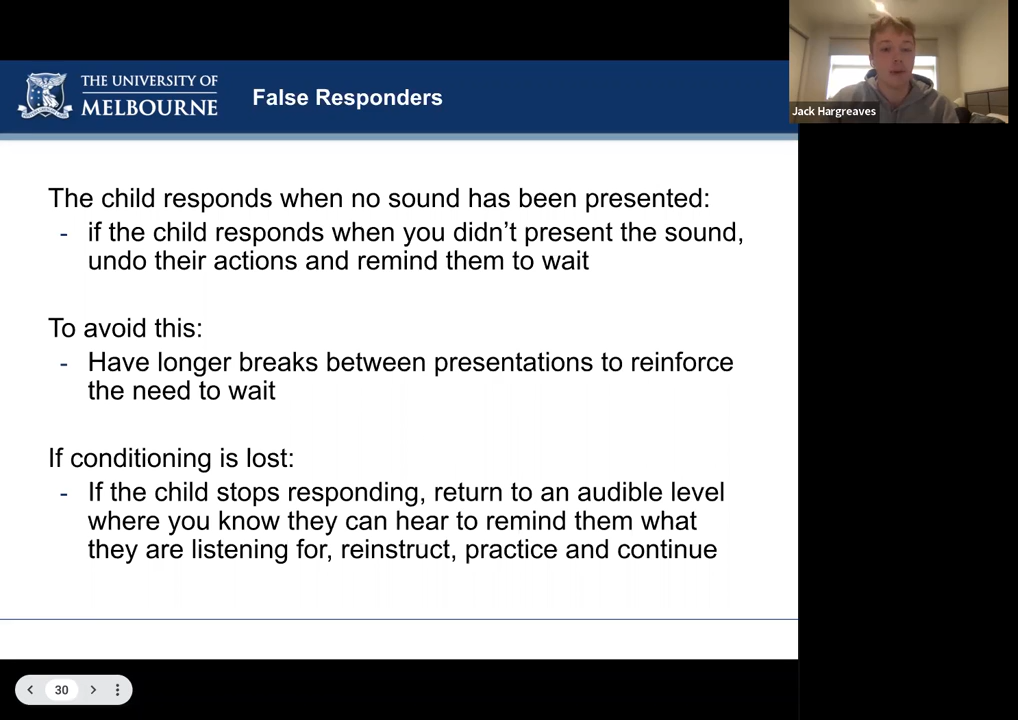 THE UNIVERSITY OF
MELBOURNE
False Responders
Jack Hargreaves
The child responds when no sound has been presented:
- if the child responds when you didn’t present the sound,
undo their actions and remind them to wait
To avoid this:
- Have longer breaks between presentations to reinforce
the need to wait
If conditioning is lost:
- If the child stops responding, return to an audible level
where you know they can hear to remind them what
they are listening for, reinstruct, practice and continue
30